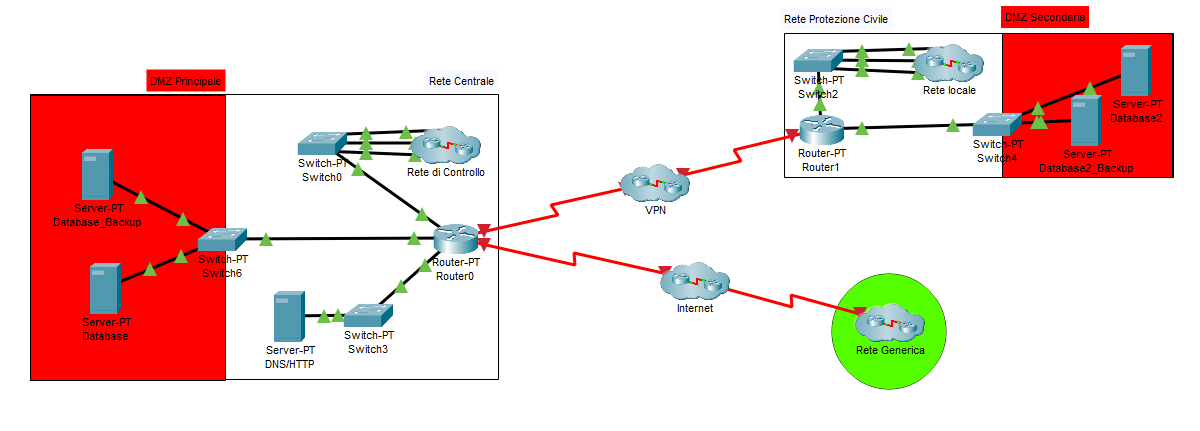 Rete Protezione Civile
DMZ Secondaria
DMZ Principale
Rete Centrale
Switch-PT
Switch2
Rete locale
Server-PT
Database2
Switch-PT
Switch4
Server-PT
Database2_Backup
Router-PT
Router1
Switch-PT
Switch0
Rete di Controllo
VPN
Server-PT
Database_Backup
Switch-PT
Switch6
Router-PT
Router0
Server-PT
Database
Server-PT
DNS/HTTP
Switch-PT
Switch3
Internet
Rete Generica